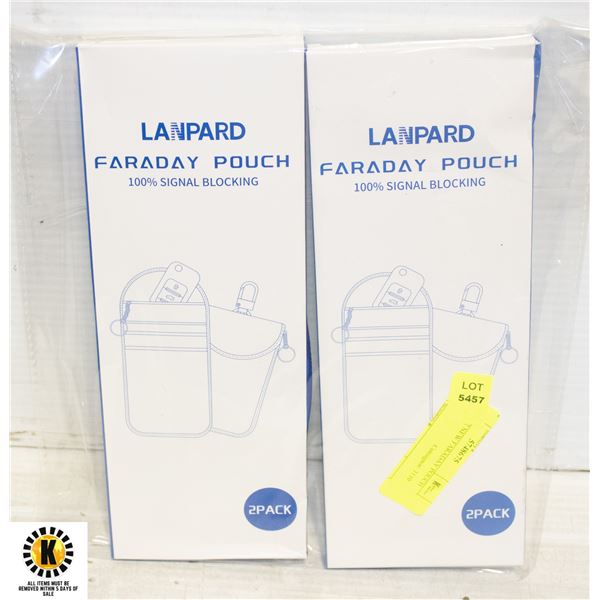 LANPARD
FARADAY POUCH
100% SIGNAL BLOCKING
2PACK
LANPARD
FARADAY POUCH
100% SIGNAL BLOCKING
LOT
5457
2PACK
K
ALL ITEMS MUST BE
REMOVED WITHIN 5 DAYS OF
SALE